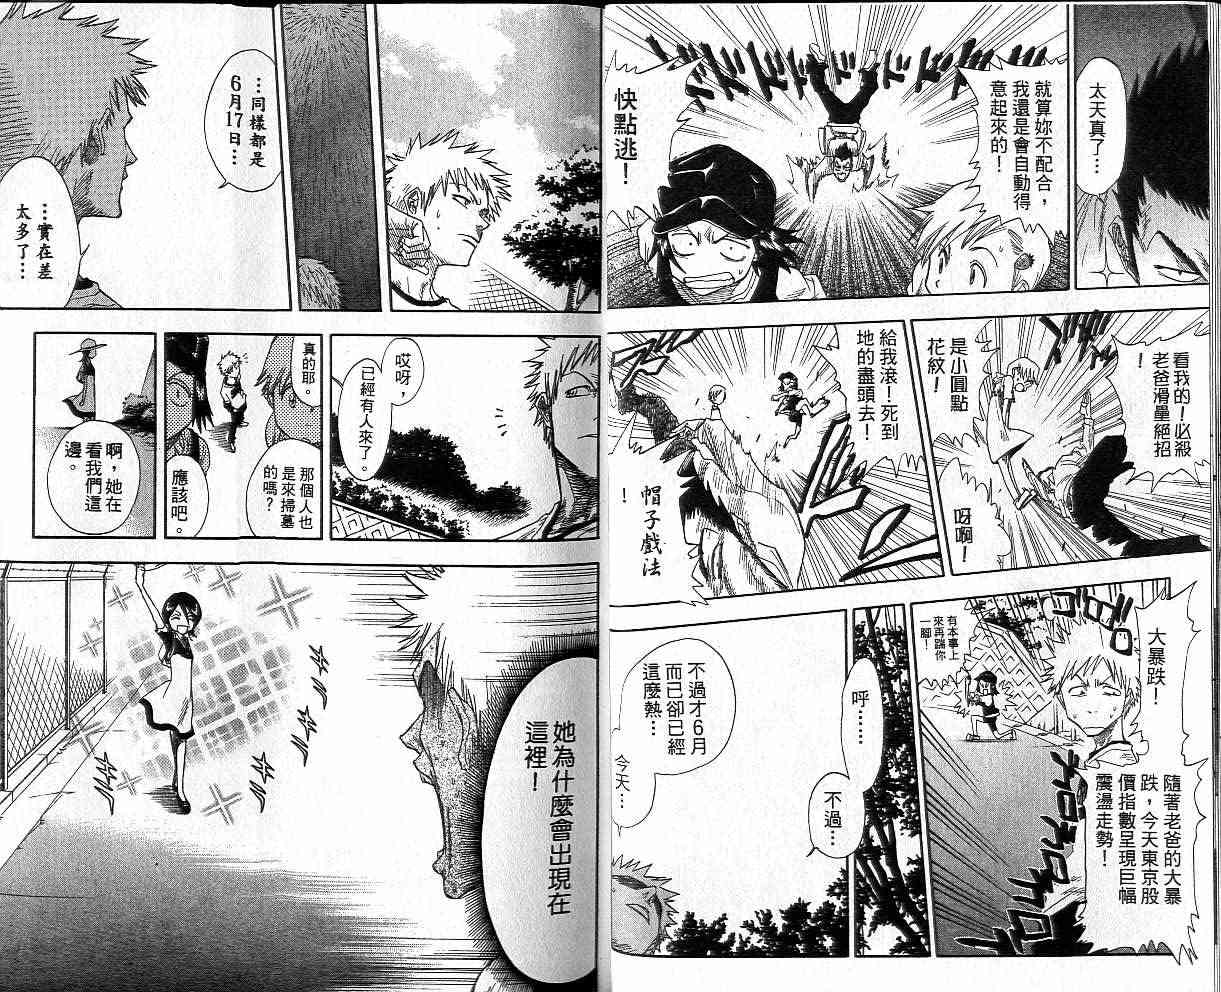 太天真了…
就算妳不配合，
我還是會自動得
意起來的！
ドドドドドドド
快點逃！
看我的！必殺
老爸滑壘絕招
！
呀啊！
是小圓點
花紋！
給我滾！死到
地的盡頭去！
帽子戲法
！
大暴跌！
有本事上
來再踹你
一腳！
隨著老爸的大暴
跌，今天東京股
價指數呈現巨幅
震盪走勢！
呼……
不過…
不過才6月
而已卻已經
這麼熱…
今天…
…同樣都是
6月17日…
…實在差
太多了…
哎呀，
已經有人來了。
真的耶。
那個人也
是來掃墓
的嗎？
應該吧。
啊，她在
看我們這
邊。
她為什麼會出現在
這裡！